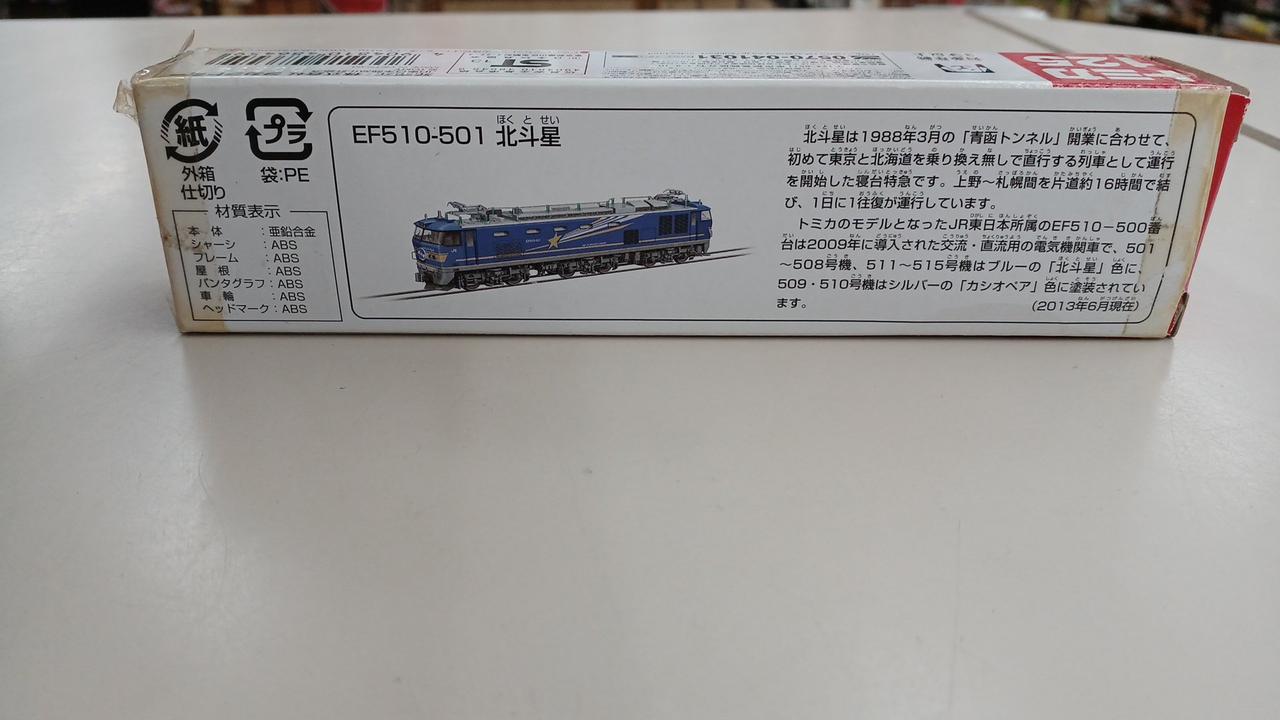 0570-041031
ST
トミカ
紙
外箱
仕切り
プラ
袋:PE
材質表示
本体:亜鉛合金
シャーシ:ABS
フレーム:ABS
屋根:ABS
パンタグラフ:ABS
車輪:ABS
ヘッドマーク:ABS
EF510-501 北斗星
北斗星は1988年3月の「青函トンネル」開業に合わせて、
初めて東京と北海道を乗り換え無しで直行する列車として運行
を開始した寝台特急です。上野~札幌間を片道約16時間で結
び、1日に1往復が運行しています。
トミカのモデルとなったJR東日本所属のEF510-500番
台は2009年に導入された交流・直流用の電気機関車で、501
~508号機、511~515号機はブルーの「北斗星」色に、
509・510号機はシルバーの「カシオペア」色に塗装されてい
ます。
(2013年6月現在)